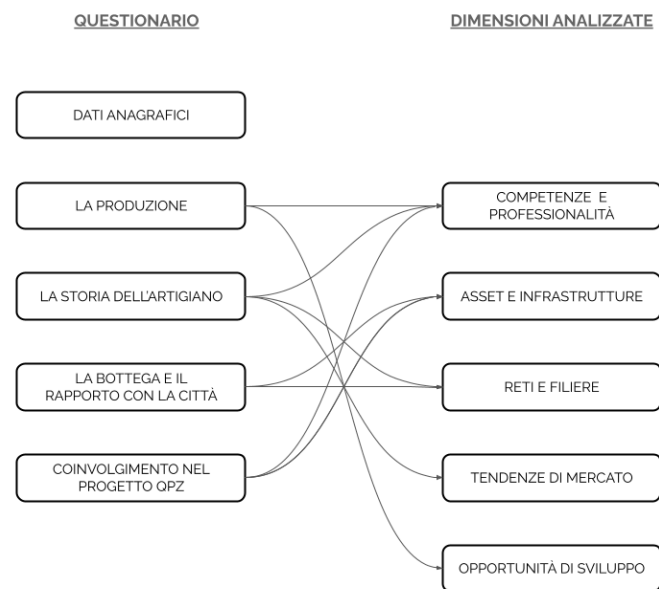 QUESTIONARIO
DIMENSIONI ANALIZZATE
DATI ANAGRAFICI
LA PRODUZIONE
COMPETENZE E
PROFESSIONALITÀ
LA STORIA DELL'ARTIGIANO
ASSET E INFRASTRUTTURE
LA BOTTEGA E IL
RAPPORTO CON LA CITTÀ
RETI E FILIERE
COINVOLGIMENTO NEL
PROGETTO QPZ
TENDENZE DI MERCATO
OPPORTUNITÀ DI SVILUPPO